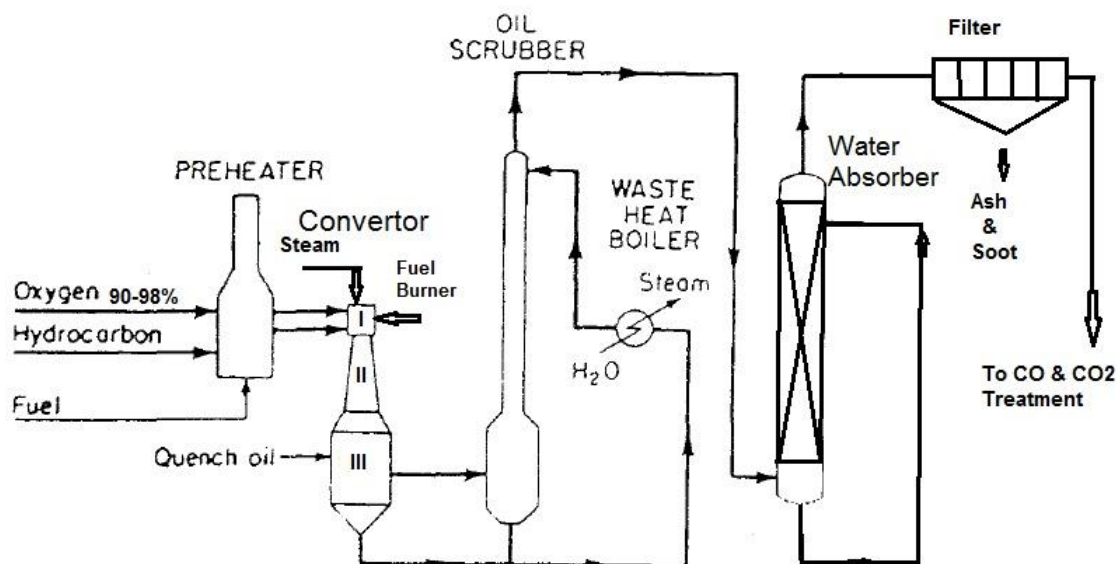 OIL
SCRUBBER
Filter
PREHEATER
Water
Absorber
Convertor
Steam
WASTE
HEAT
BOILER
Ash
&
Soot
Fuel
Burner
Steam
Oxygen 90-98%
I
Hydrocarbon
H2O
II
To CO & CO2
Treatment
Fuel
Quench oil
III